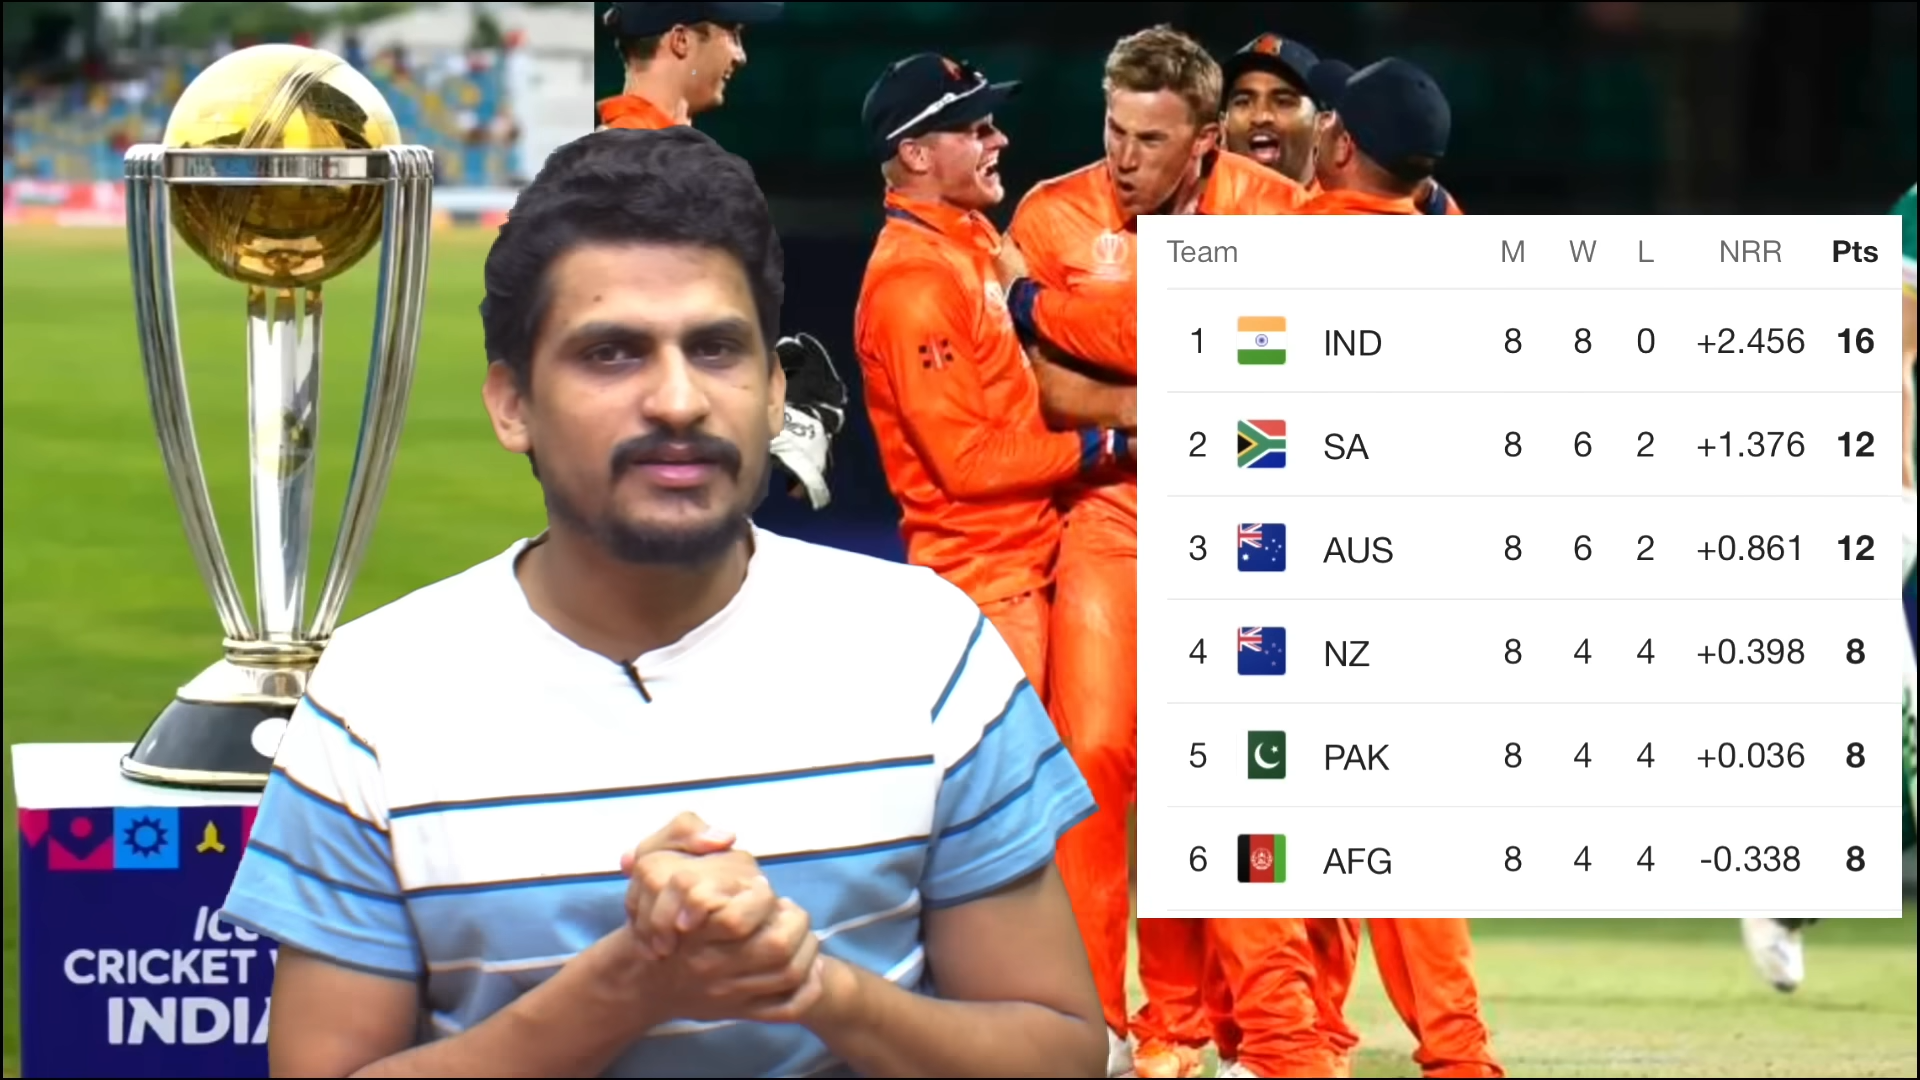 Team M W L NRR Pts
1 IND 8 8 0 +2.456 16
2 SA 8 6 2 +1.376 12
3 AUS 8 6 2 +0.861 12
4 NZ 8 4 4 +0.398 8
5 PAK 8 4 4 +0.036 8
6 AFG 8 4 4 -0.338 8
ICC
CRICKET
INDIA